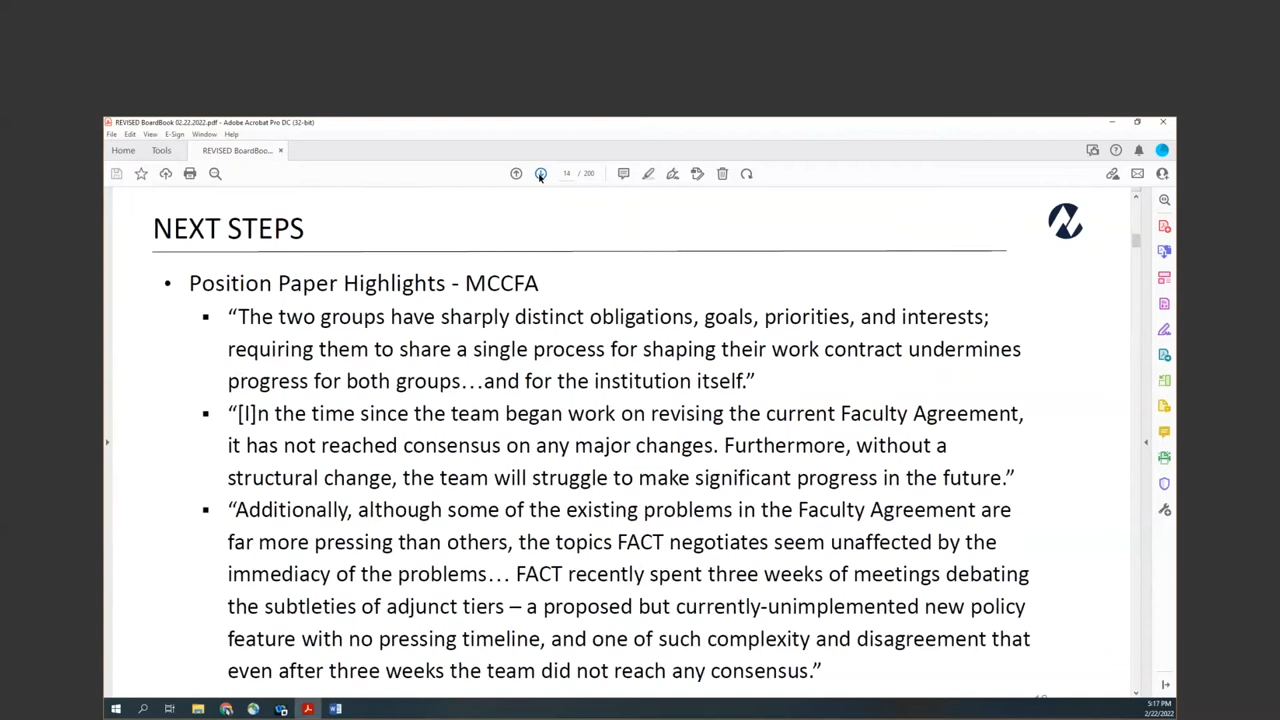 REVISED BoardBook 02.22.2022.pdf - Adobe Acrobat Pro DC (32-bit)
File Edit View E-Sign Window Help
Home Tools REVISED BoardBoo... ×
14 / 200
NEXT STEPS
• Position Paper Highlights - MCCFA
▪ “The two groups have sharply distinct obligations, goals, priorities, and interests;
requiring them to share a single process for shaping their work contract undermines
progress for both groups…and for the institution itself.”
▪ “[I]n the time since the team began work on revising the current Faculty Agreement,
it has not reached consensus on any major changes. Furthermore, without a
structural change, the team will struggle to make significant progress in the future.”
▪ “Additionally, although some of the existing problems in the Faculty Agreement are
far more pressing than others, the topics FACT negotiates seem unaffected by the
immediacy of the problems… FACT recently spent three weeks of meetings debating
the subtleties of adjunct tiers – a proposed but currently-unimplemented new policy
feature with no pressing timeline, and one of such complexity and disagreement that
even after three weeks the team did not reach any consensus.”
5:17 PM
2/22/2022